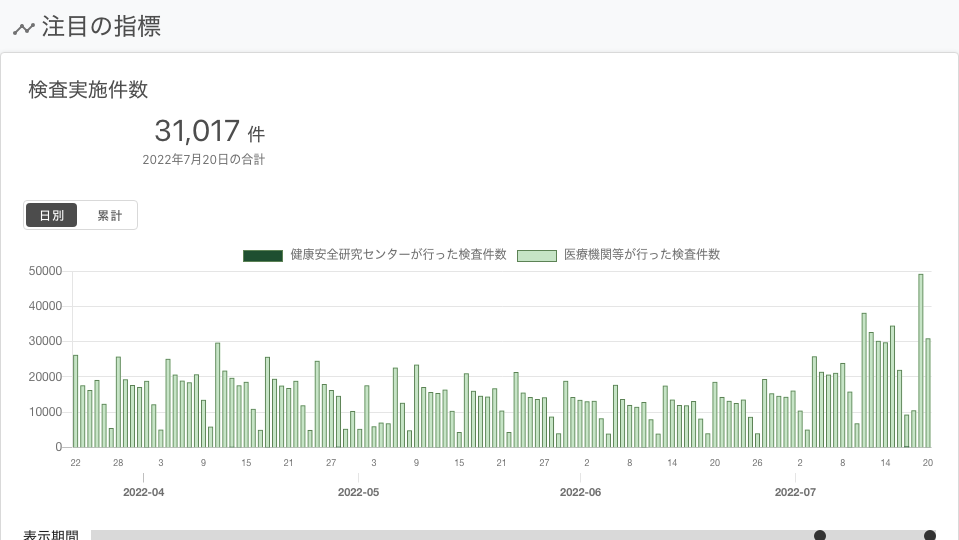 注目の指標
検査実施件数
31,017 件
2022年7月20日の合計
日別 累計
健康安全研究センターが行った検査件数 医療機関等が行った検査件数
50000
40000
30000
20000
10000
0
22 28 3 9 15 21 27 3 9 15 21 27 2 8 14 20 26 2 8 14 20
2022-04 2022-05 2022-06 2022-07
表示期間